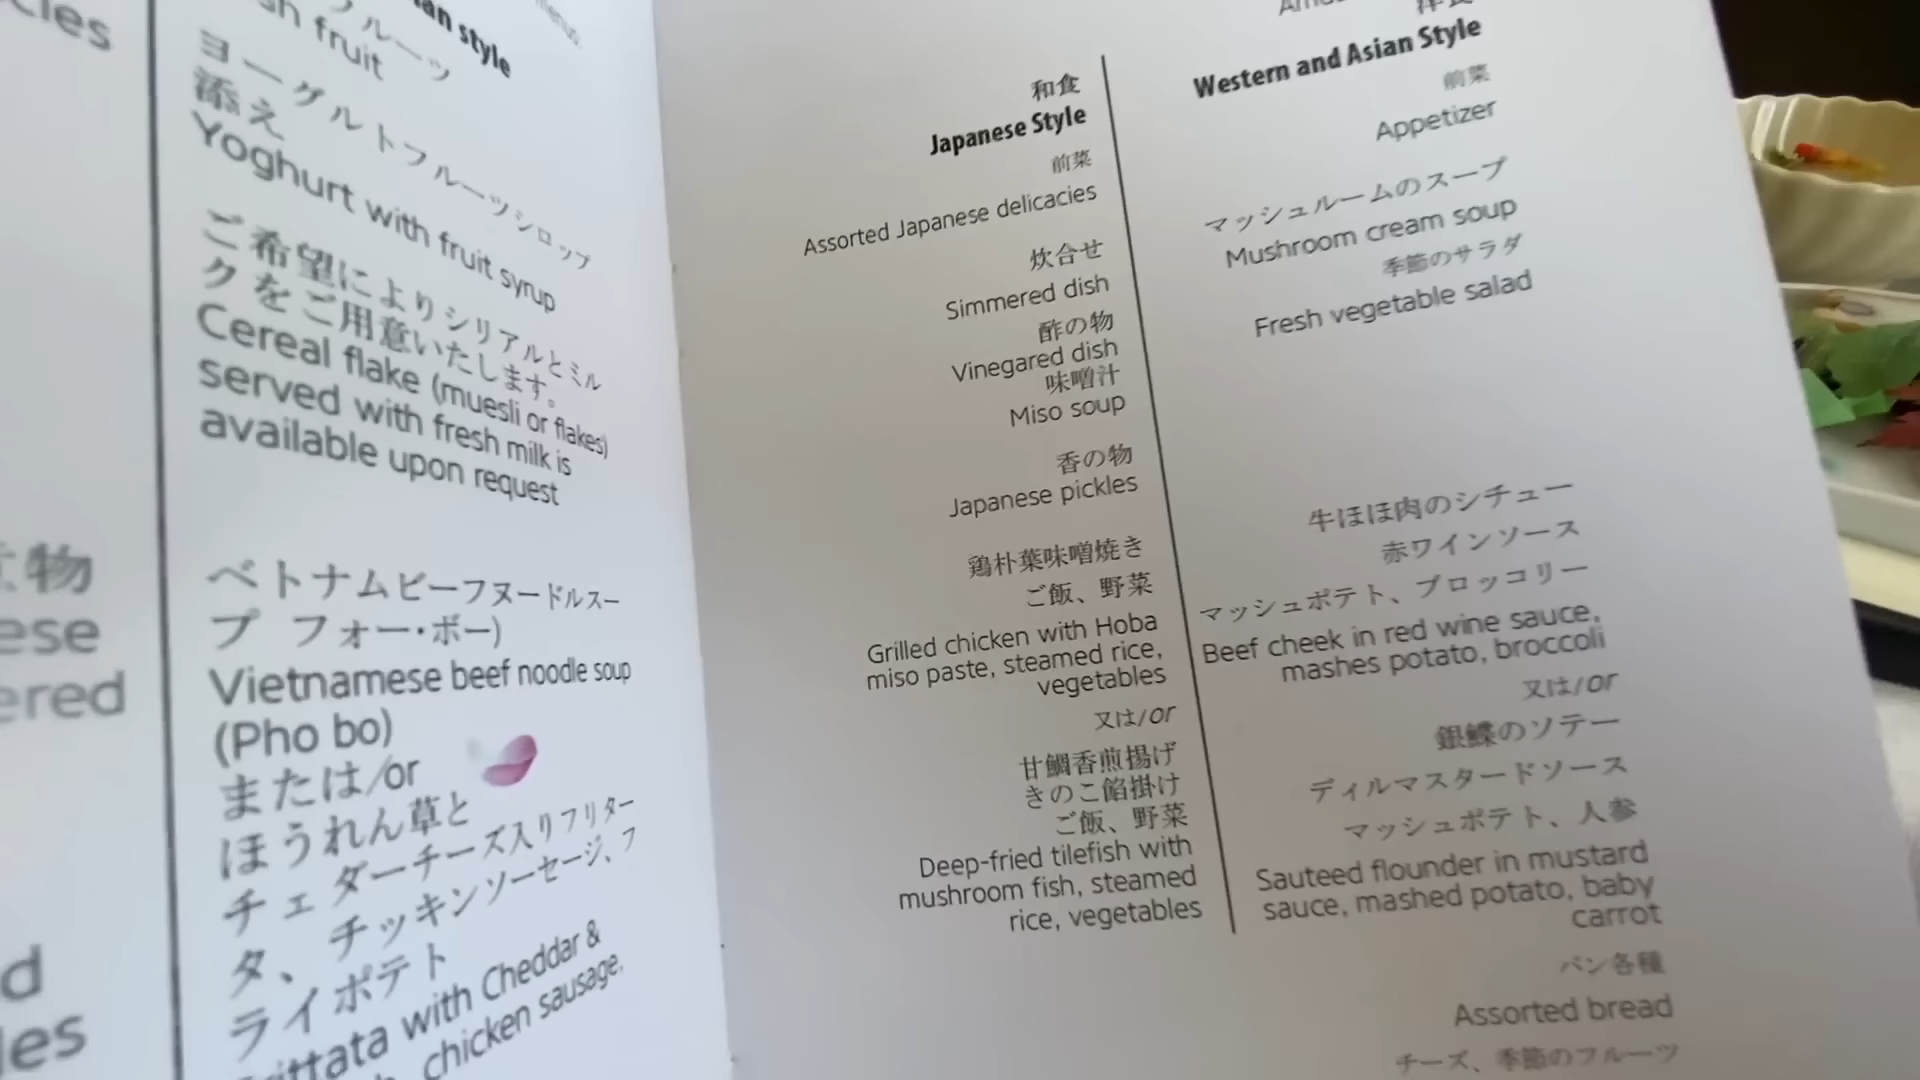 style
フルーツ
fruit
ヨーグルトフルーツシロップ
添え
Yoghurt with fruit syrup
ご希望によりシリアルとミル
クをご用意いたします。
Cereal flake (muesli or flakes)
served with fresh milk is
available upon request
ベトナムビーフヌードルスー
プ フォー・ボー)
Vietnamese beef noodle soup
(Pho bo)
または/or
ほうれん草と
チェダーチーズ入りフリター
タ、チッキンソーセージ、フ
ライポテト
with Cheddar &
chicken sausage,
和食
Japanese Style
前菜
Assorted Japanese delicacies
炊合せ
Simmered dish
酢の物
Vinegared dish
味噌汁
Miso soup
香の物
Japanese pickles
鶏朴葉味噌焼き
ご飯、野菜
Grilled chicken with Hoba
miso paste, steamed rice,
vegetables
又は/or
甘鯛香煎揚げ
きのこ餡掛け
ご飯、野菜
Deep-fried tilefish with
mushroom fish, steamed
rice, vegetables
洋食
Western and Asian Style
前菜
Appetizer
マッシュルームのスープ
Mushroom cream soup
季節のサラダ
Fresh vegetable salad
牛ほほ肉のシチュー
赤ワインソース
マッシュポテト、ブロッコリー
Beef cheek in red wine sauce,
mashes potato, broccoli
又は/or
銀鰈のソテー
ディルマスタードソース
マッシュポテト、人参
Sauteed flounder in mustard
sauce, mashed potato, baby
carrot
パン各種
Assorted bread
チーズ、季節のフルーツ